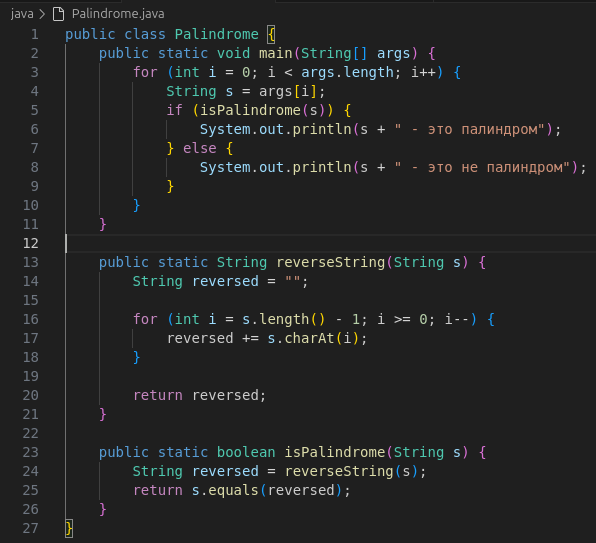 java > Palindrome.java
1 public class Palindrome {
2     public static void main(String[] args) {
3         for (int i = 0; i < args.length; i++) {
4             String s = args[i];
5             if (isPalindrome(s)) {
6                 System.out.println(s + " - это палиндром");
7             } else {
8                 System.out.println(s + " - это не палиндром");
9             }
10         }
11     }
12
13     public static String reverseString(String s) {
14         String reversed = "";
15
16         for (int i = s.length() - 1; i >= 0; i--) {
17             reversed += s.charAt(i);
18         }
19
20         return reversed;
21     }
22
23     public static boolean isPalindrome(String s) {
24         String reversed = reverseString(s);
25         return s.equals(reversed);
26     }
27 }